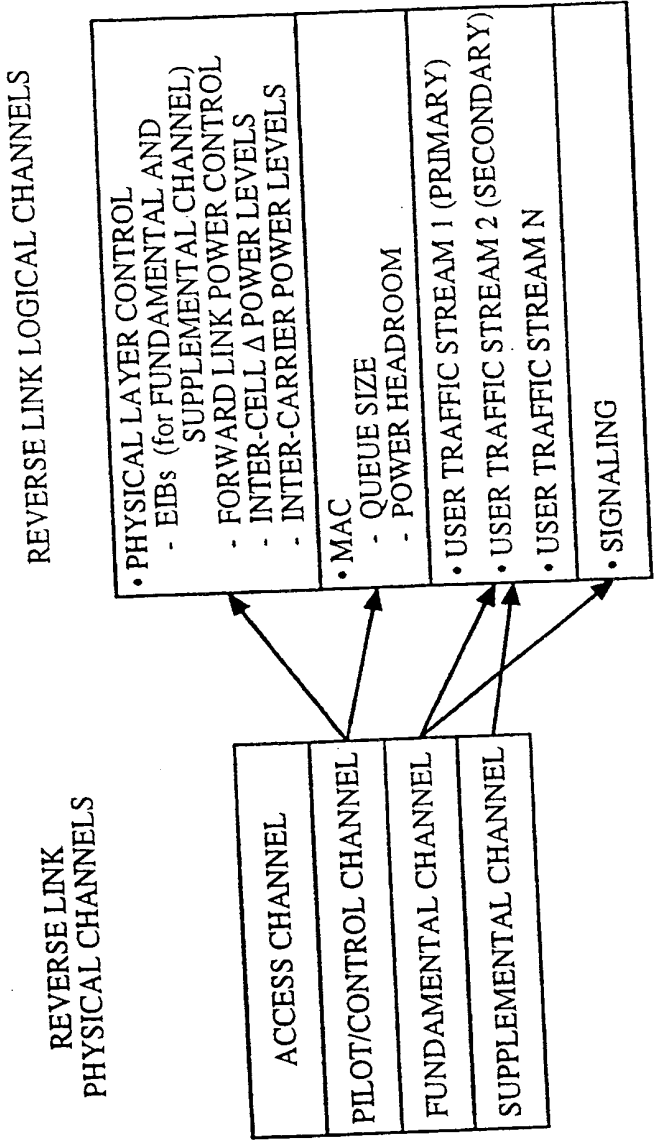 REVERSE LINK
PHYSICAL CHANNELS
ACCESS CHANNEL
PILOT/CONTROL CHANNEL
FUNDAMENTAL CHANNEL
SUPPLEMENTAL CHANNEL
REVERSE LINK LOGICAL CHANNELS
• PHYSICAL LAYER CONTROL
- EIBs (for FUNDAMENTAL AND
SUPPLEMENTAL CHANNEL)
- FORWARD LINK POWER CONTROL
- INTER-CELL Δ POWER LEVELS
- INTER-CARRIER POWER LEVELS
• MAC
- QUEUE SIZE
- POWER HEADROOM
• USER TRAFFIC STREAM 1 (PRIMARY)
• USER TRAFFIC STREAM 2 (SECONDARY)
• USER TRAFFIC STREAM N
• SIGNALING